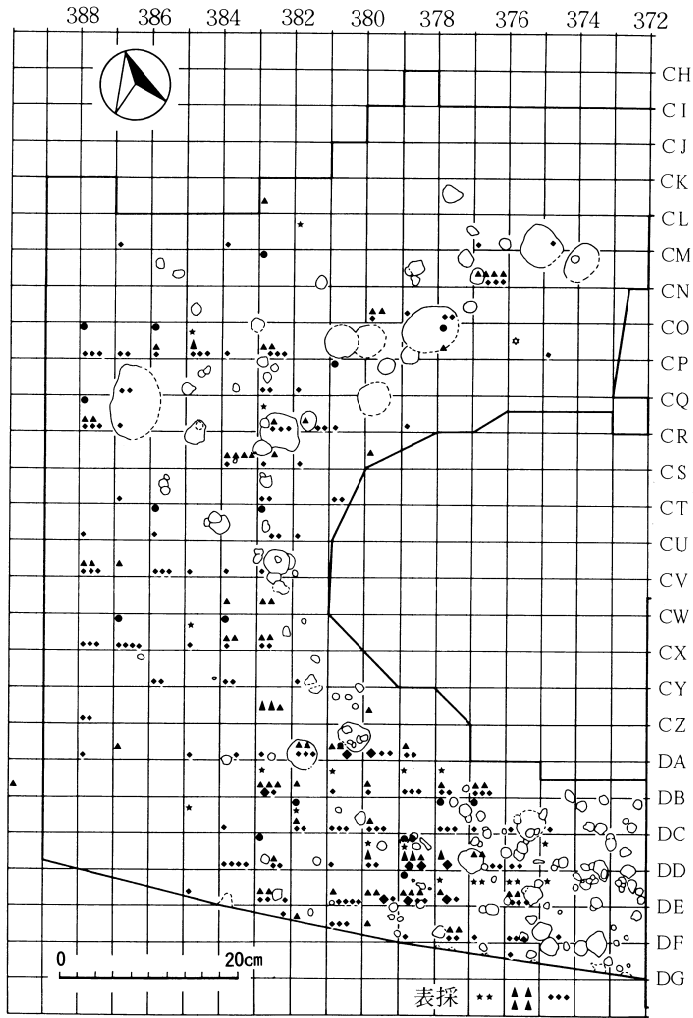 388 386 384 382 380 378 376 374 372
CH
CI
CJ
CK
CL
CM
CN
CO
CP
CQ
CR
CS
CT
CU
CV
CW
CX
CY
CZ
DA
DB
DC
DD
DE
DF
DG
0 20cm
表採